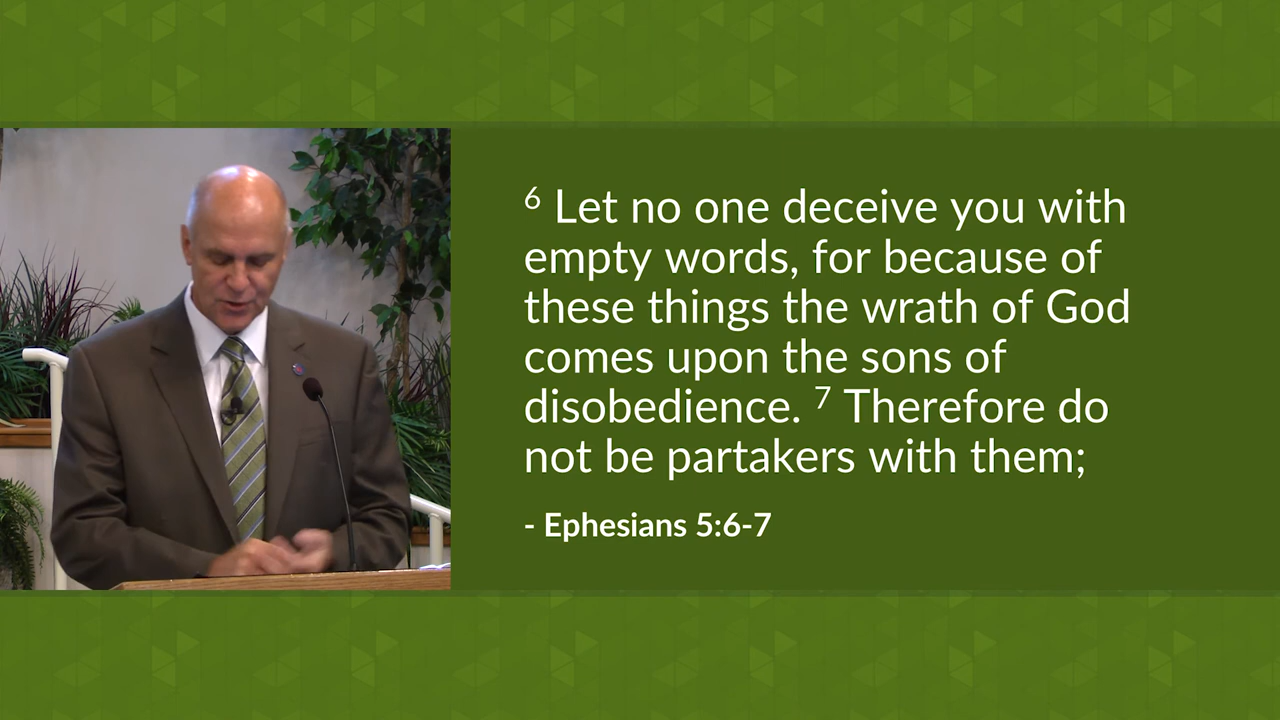 6 Let no one deceive you with
empty words, for because of
these things the wrath of God
comes upon the sons of
disobedience. 7 Therefore do
not be partakers with them;
- Ephesians 5:6-7